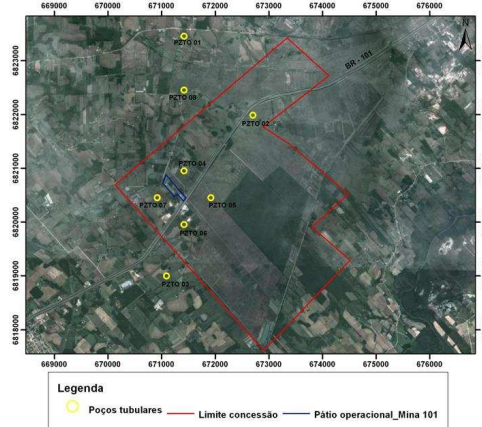 669000 670000 671000 672000 673000 674000 675000 676000
N
6823000
6822000
6821000
6820000
6819000
6818000
PZTO 01
BR - 101
PZTO 09
PZTO 02
PZTO 04
PZTO 07
PZTO 05
PZTO 06
PZTO 03
669000 670000 671000 672000 673000 674000 675000 676000
Legenda
Poços tubulares Limite concessão Pátio operacional_Mina 101